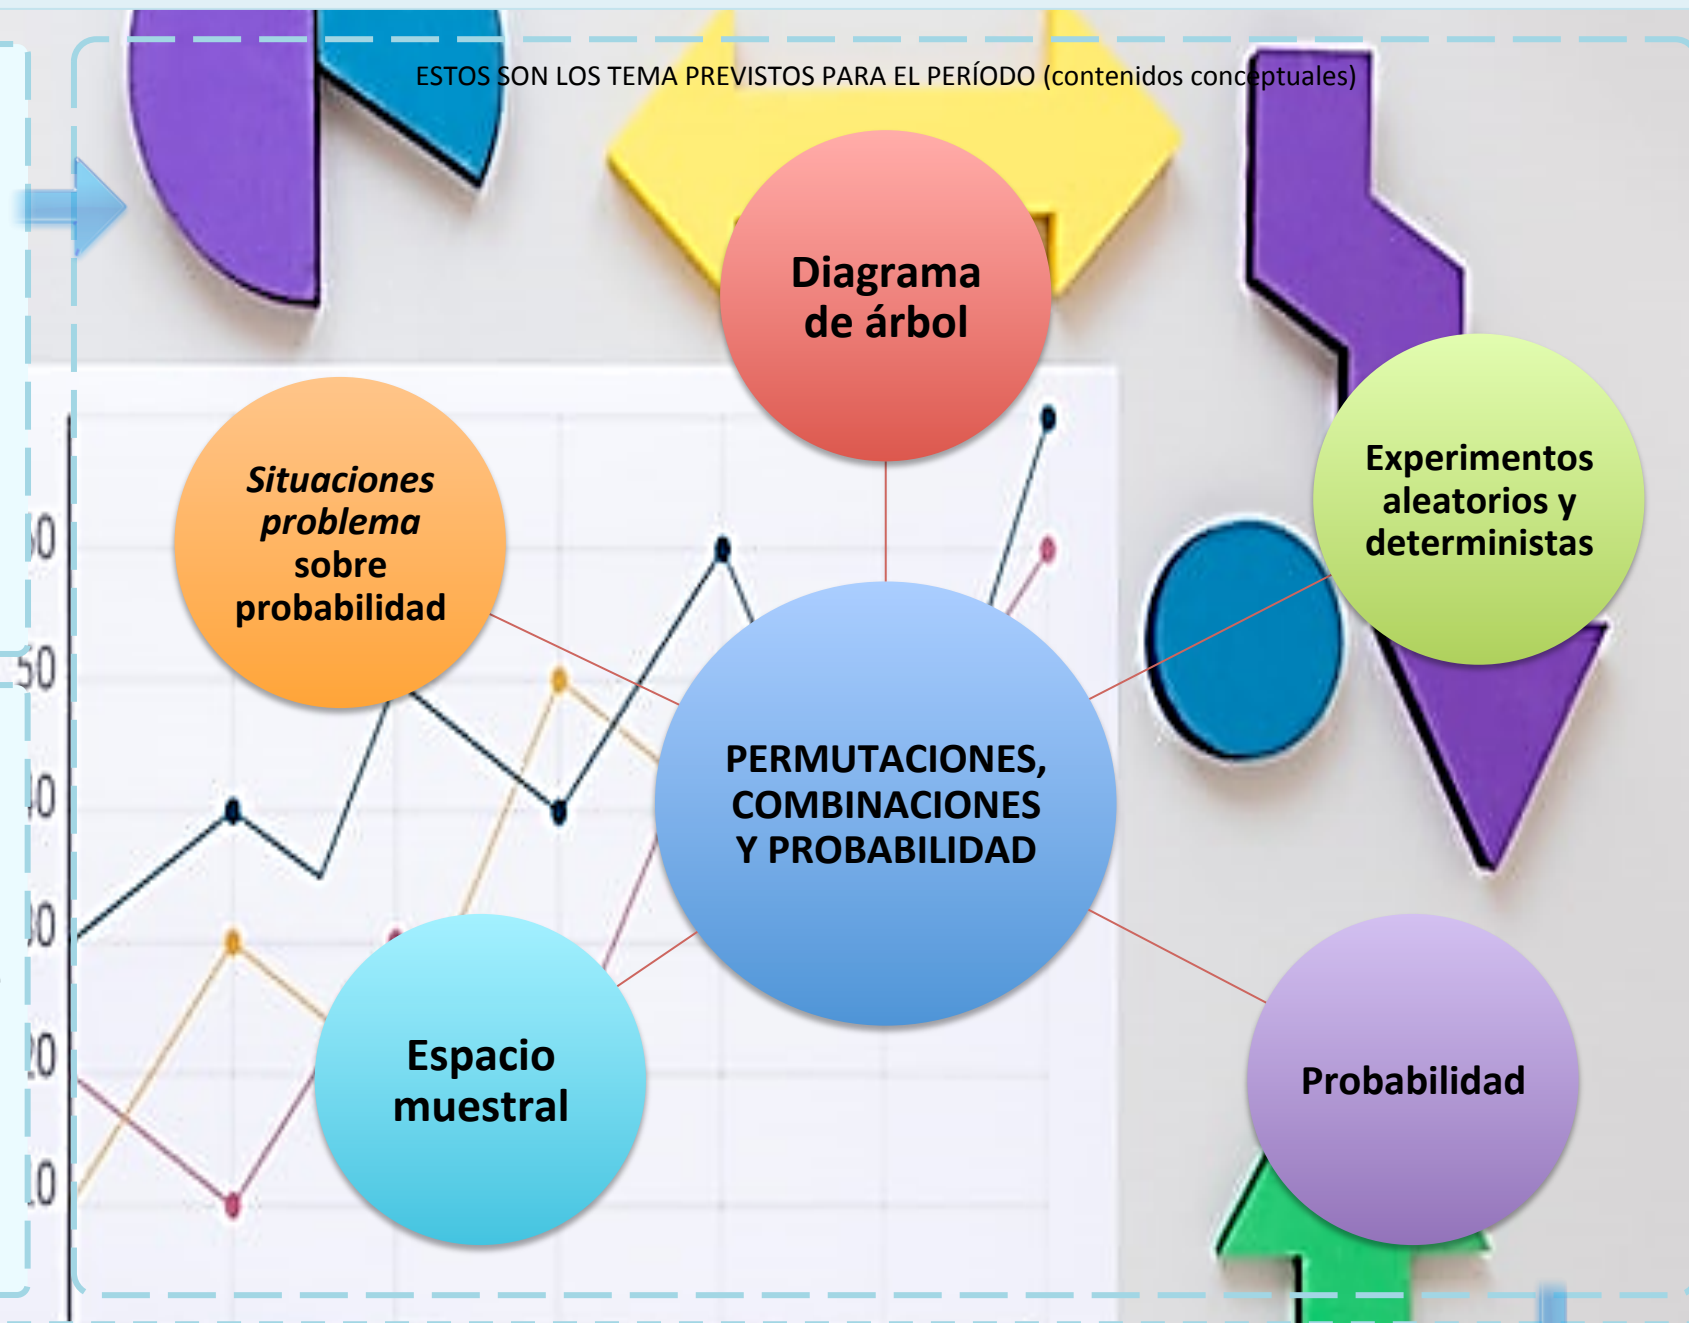 ESTOS SON LOS TEMA PREVISTOS PARA EL PERÍODO (contenidos conceptuales)
Diagrama
de árbol
Situaciones
problema
sobre
probabilidad
Experimentos
aleatorios y
deterministas
PERMUTACIONES,
COMBINACIONES
Y PROBABILIDAD
Espacio
muestral
Probabilidad
50